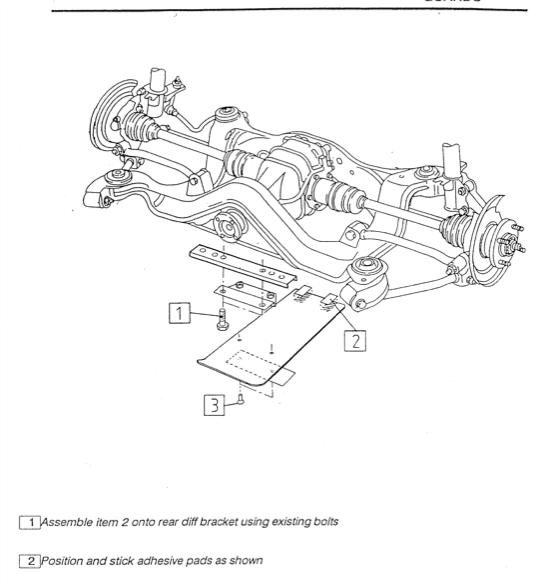 1
2
3
1 Assemble item 2 onto rear diff bracket using existing bolts
2 Position and stick adhesive pads as shown